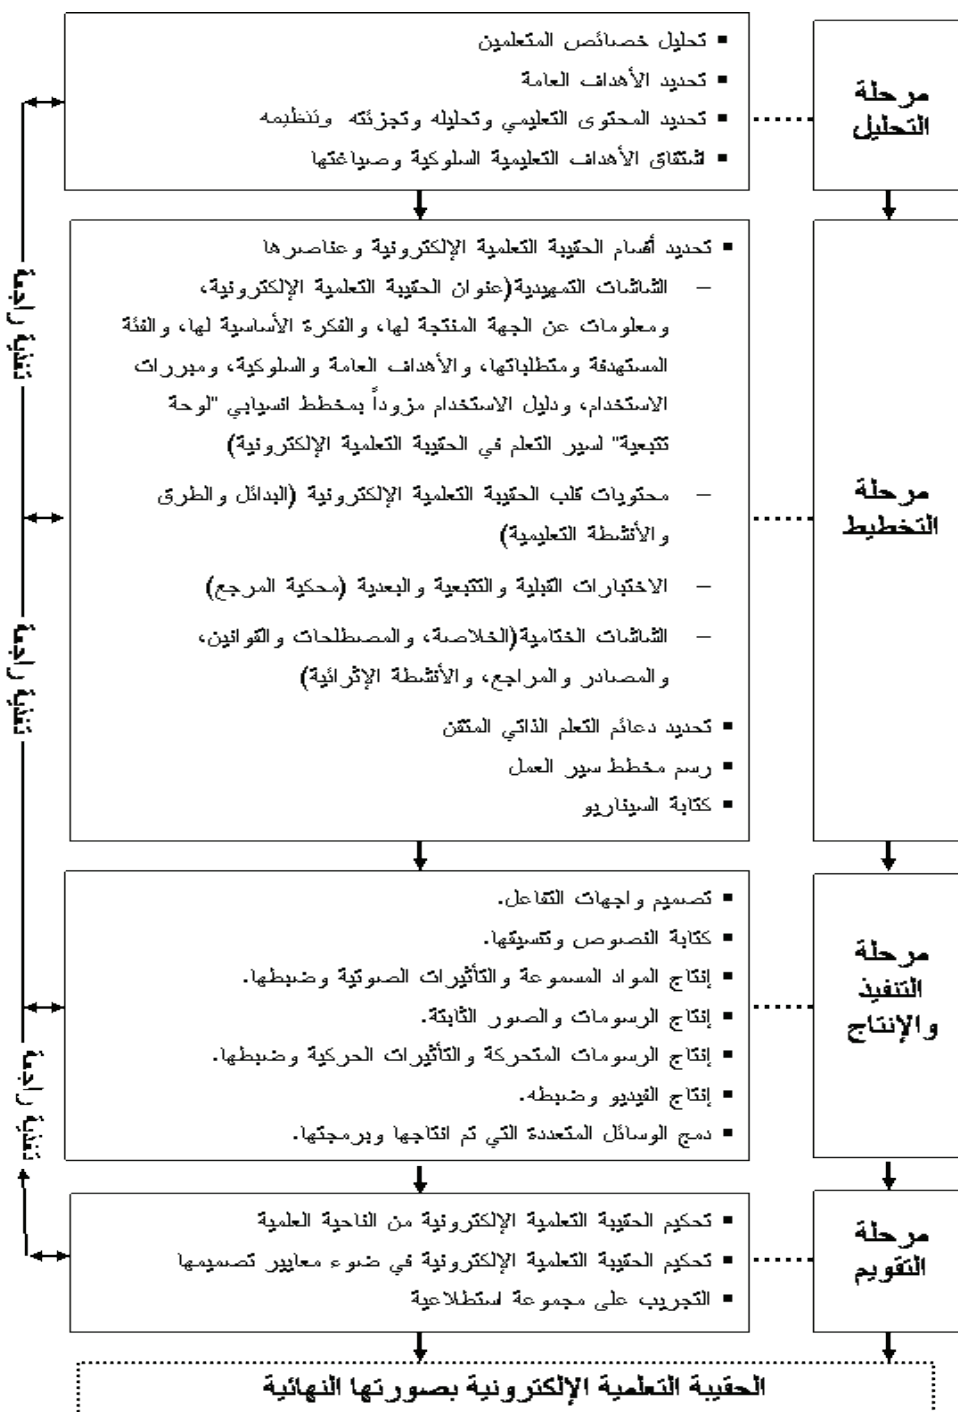 مرحلة
التحليل
▪ تحليل خصائص المتعلمين
▪ تحديد الأهداف العامة
▪ تحديد المحتوى التعليمي وتحليله وتجزئته وتنظيمه
▪ اشتقاق الأهداف التعليمية السلوكية وصياغتها
مرحلة
التخطيط
▪ تحديد أقسام الحقيبة التعلمية الإلكترونية وعناصرها
– الشاشات التمهيدية(عنوان الحقيبة التعلمية الإلكترونية،
ومعلومات عن الجهة المنتجة لها، والفكرة الأساسية لها، والفئة
المستهدفة ومتطلباتها، والأهداف العامة والسلوكية، ومبررات
الاستخدام، ودليل الاستخدام مزوداً بمخطط انسيابي "لوحة
تتبعية" لسير التعلم في الحقيبة التعلمية الإلكترونية)
– محتويات قلب الحقيبة التعلمية الإلكترونية (البدائل والطرق
والأنشطة التعليمية)
– الاختبارات القبلية والتتبعية والبعدية (محكية المرجع)
– الشاشات الختامية(الخلاصة، والمصطلحات والقوانين،
والمصادر والمراجع، والأنشطة الإثرائية)
▪ تحديد دعائم التعلم الذاتي المتقن
▪ رسم مخطط سير العمل
▪ كتابة السيناريو
مرحلة
التنفيذ
والإنتاج
▪ تصميم واجهات التفاعل.
▪ كتابة النصوص وتنسيقها.
▪ إنتاج المواد المسموعة والتأثيرات الصوتية وضبطها.
▪ إنتاج الرسومات والصور الثابتة.
▪ إنتاج الرسومات المتحركة والتأثيرات الحركية وضبطها.
▪ إنتاج الفيديو وضبطه.
▪ دمج الوسائل المتعددة التي تم انتاجها وبرمجتها.
مرحلة
التقويم
▪ تحكيم الحقيبة التعلمية الإلكترونية من الناحية العلمية
▪ تحكيم الحقيبة التعلمية الإلكترونية في ضوء معايير تصميمها
▪ التجريب على مجموعة استطلاعية
تغذية راجعة
تغذية راجعة
تغذية راجعة
الحقيبة التعلمية الإلكترونية بصورتها النهائية